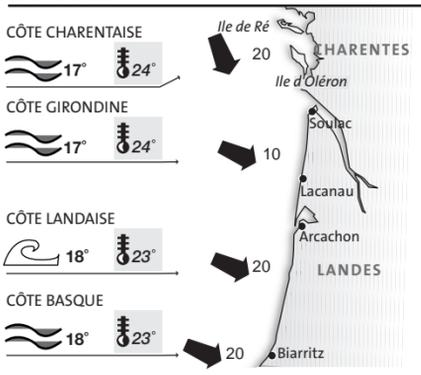 CÔTE CHARENTAISE
17° 24°
Ile de Ré
20
CHARENTES
Ile d'Oléron
CÔTE GIRONDINE
17° 24°
Soulac
10
Lacanau
CÔTE LANDAISE
18° 23°
Arcachon
20
LANDES
CÔTE BASQUE
18° 23°
20
Biarritz